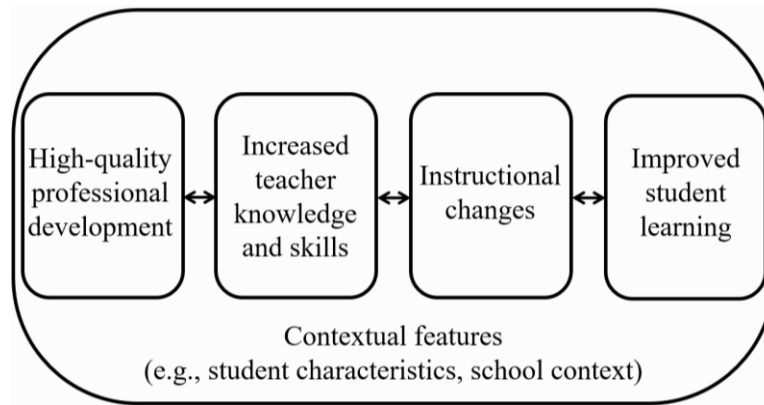 High-quality
professional
development
Increased
teacher
knowledge
and skills
Instructional
changes
Improved
student
learning
Contextual features
(e.g., student characteristics, school context)